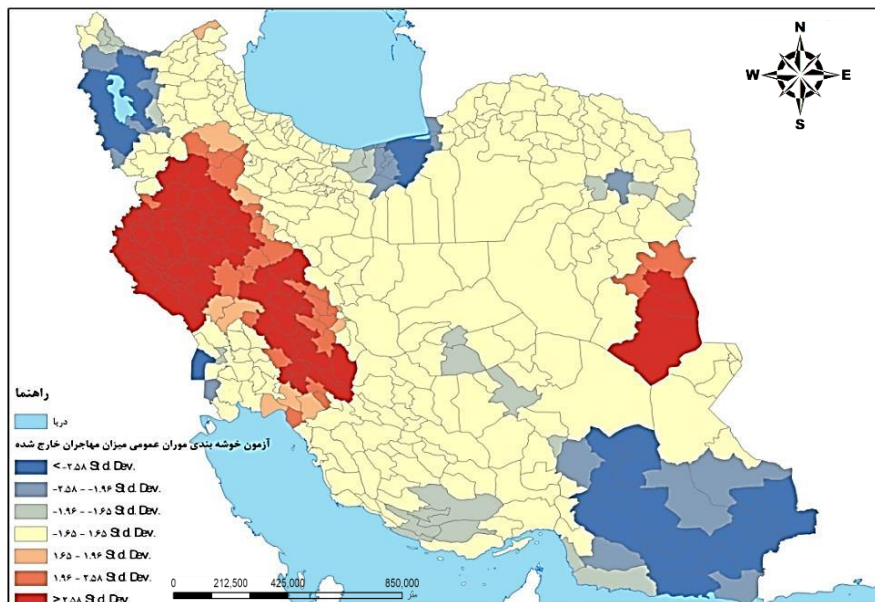 N
W E
S
راهنما
دریا
آزمون خوشه بندی موران عمومی میزان مهاجران خارج شده
< -۲.۵۸ Std. Dev.
-۲.۵۸ - -۱.۹۶ Std. Dev.
-۱.۹۶ - -۱.۶۵ Std. Dev.
-۱.۶۵ - ۱.۶۵ Std. Dev.
۱.۶۵ - ۱.۹۶ Std. Dev.
۱.۹۶ - ۲.۵۸ Std. Dev.
> ۲.۵۸ Std. Dev.
0 212,500 425,000 850,000
متر